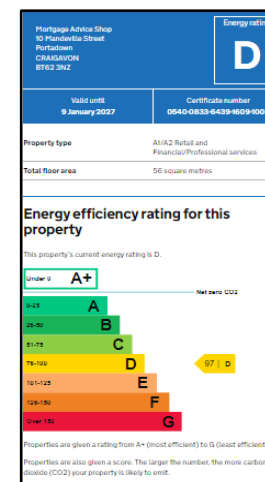 Mortgage Advice Shop
10 Mandeville Street
Portadown
CRAIGAVON
BT62 3NZ
Energy rating
D
Valid until
9 January 2027
Certificate number
0540-0833-6439-1609-100
Property type
A1/A2 Retail and
Financial/Professional services
Total floor area
56 square metres
Energy efficiency rating for this
property
This property's current energy rating is D.
Under 0 A+
Net zero CO2
0-25 A
26-50 B
51-75 C
76-100 D
97 | D
101-125 E
126-150 F
Over 150 G
Properties are given a rating from A+ (most efficient) to G (least efficient
Properties are also given a score. The larger the number, the more carbon
dioxide (CO2) your property is likely to emit.